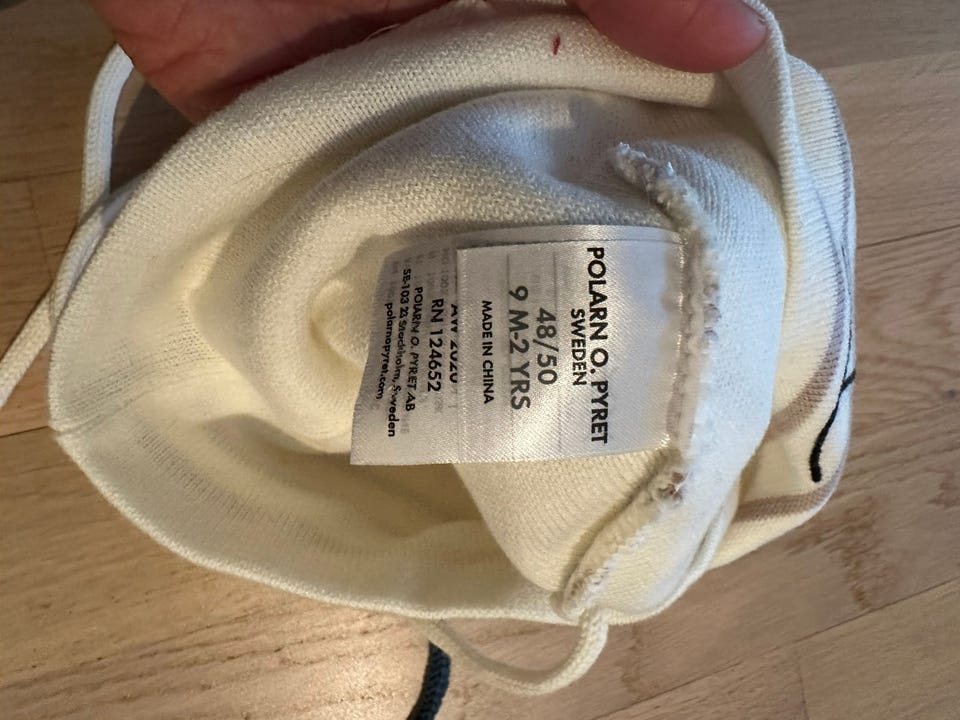 POLARN O. PYRET
SWEDEN
48/50
9 M-2 YRS
MADE IN CHINA
AW 2020
RN 124652
POLARN O. PYRET AB
SE-103 22 Stockholm, Sweden
polarnopyret.com